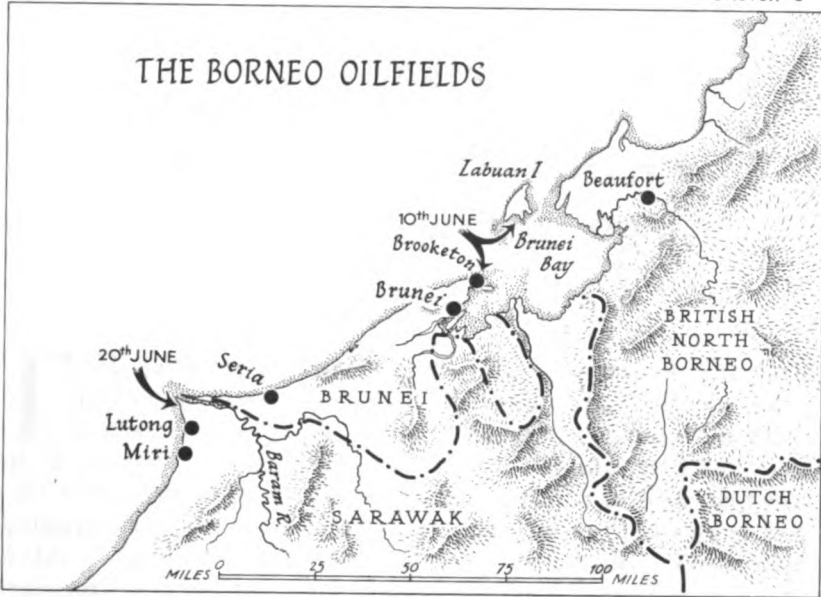 THE BORNEO OILFIELDS
Labuan I
Beaufort
10th JUNE
Brooketon
Brunei
Bay
Brunei
BRITISH
NORTH
BORNEO
20th JUNE
Seria
BRUNEI
Lutong
Miri
Baram R.
SARAWAK
DUTCH
BORNEO
MILES 0 25 50 75 100 MILES